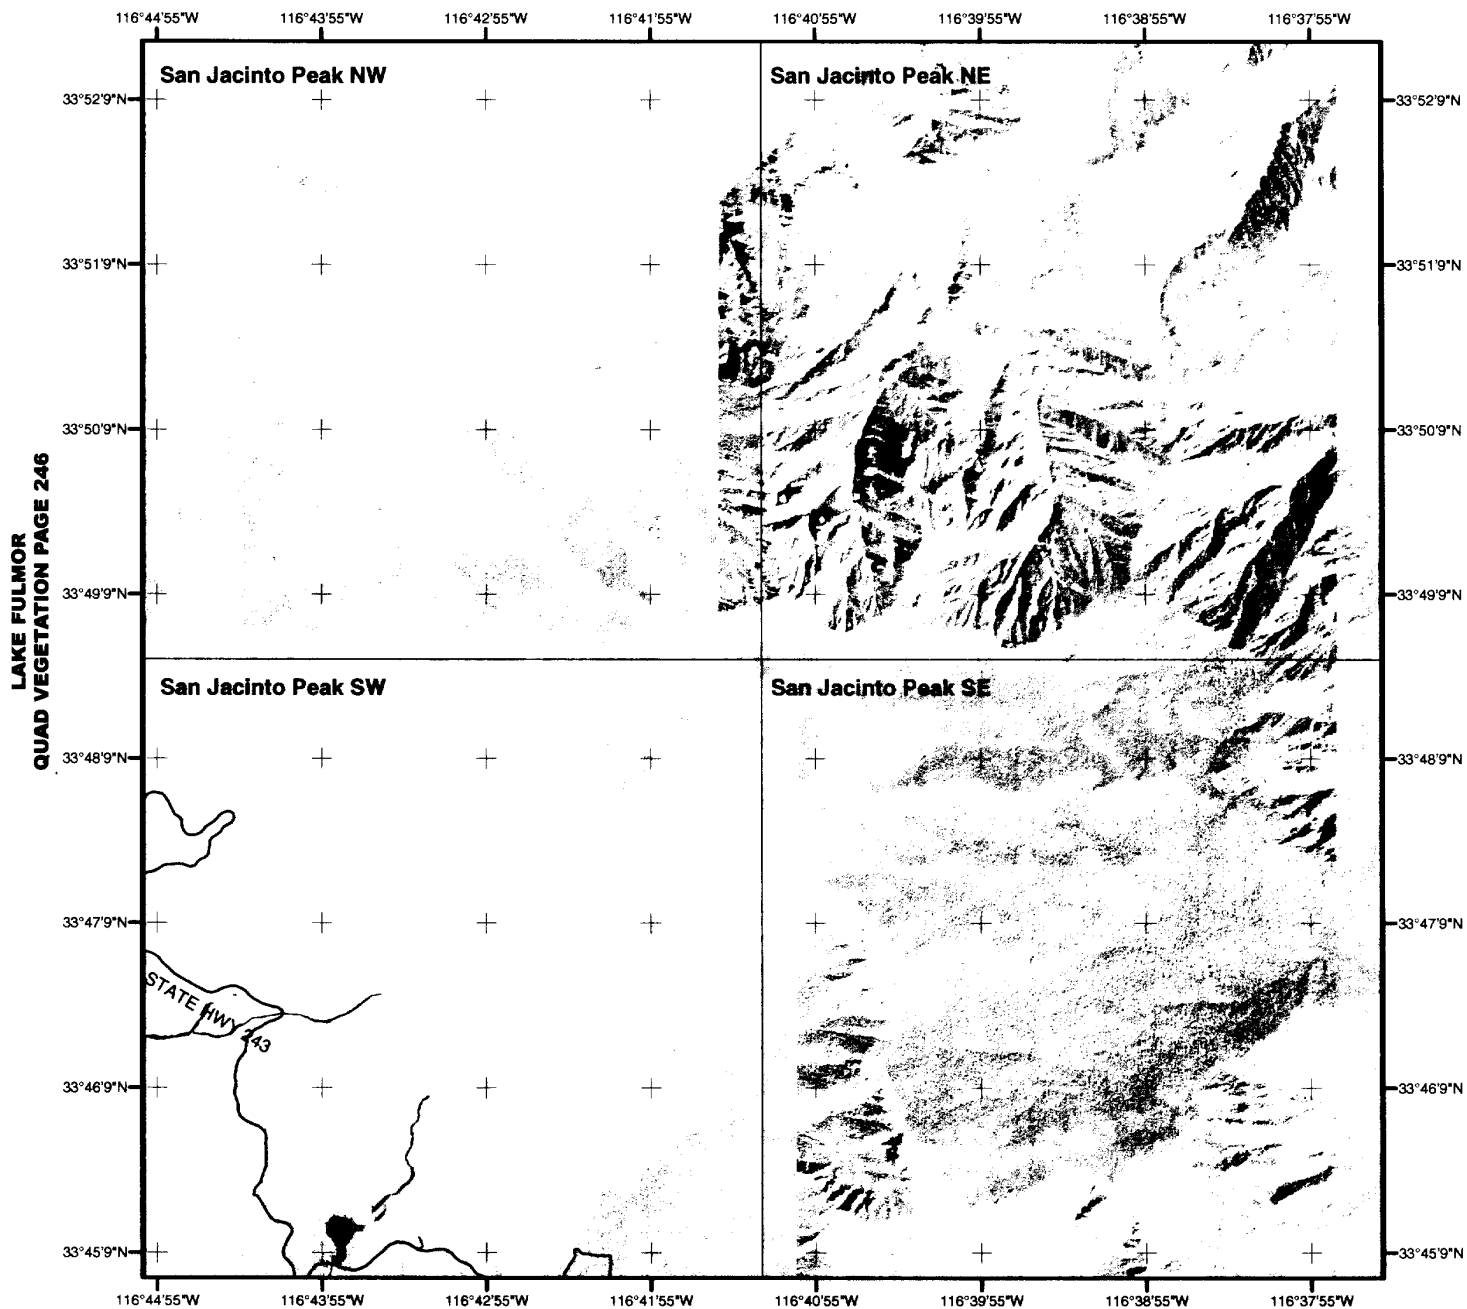 116°44'55"W 116°43'55"W 116°42'55"W 116°41'55"W 116°40'55"W 116°39'55"W 116°38'55"W 116°37'55"W
San Jacinto Peak NW
San Jacinto Peak NE
33°52'9"N 33°52'9"N
33°51'9"N 33°51'9"N
33°50'9"N 33°50'9"N
33°49'9"N 33°49'9"N
LAKE FULMOR
QUAD VEGETATION PAGE 246
San Jacinto Peak SW
San Jacinto Peak SE
33°48'9"N 33°48'9"N
33°47'9"N 33°47'9"N
STATE HWY 243
33°46'9"N 33°46'9"N
33°45'9"N 33°45'9"N
116°44'55"W 116°43'55"W 116°42'55"W 116°41'55"W 116°40'55"W 116°39'55"W 116°38'55"W 116°37'55"W